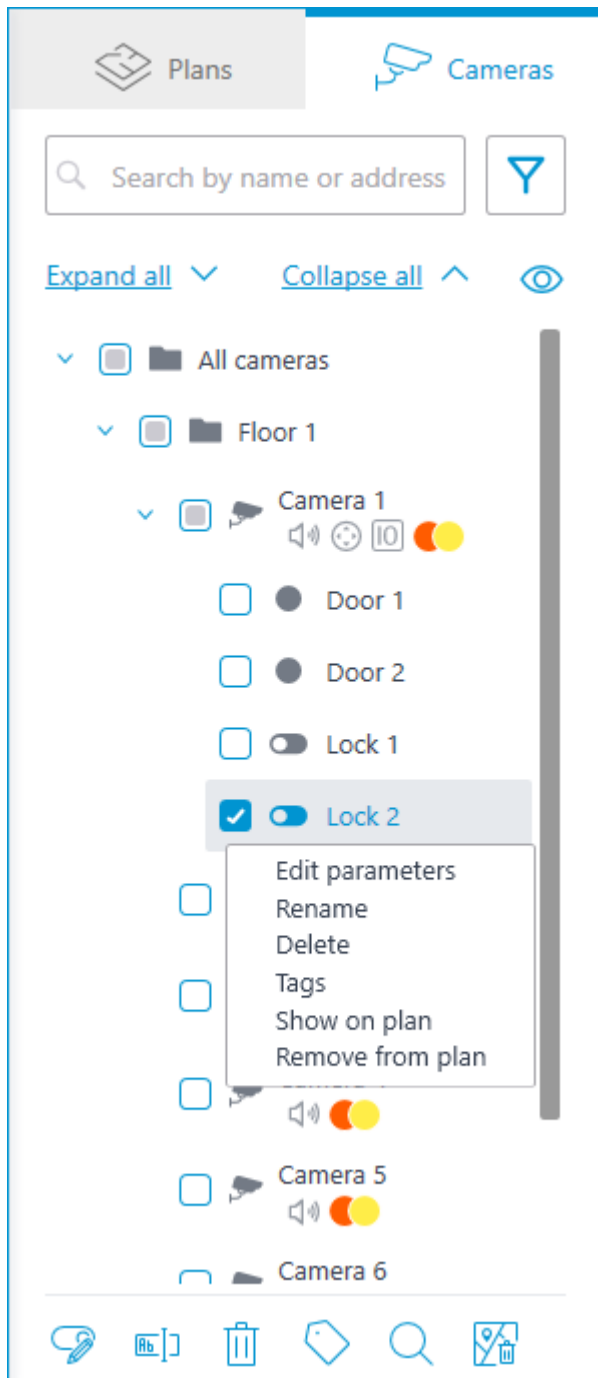 Plans
Cameras
Search by name or address
Expand all
Collapse all
All cameras
Floor 1
Camera 1
IO
Door 1
Door 2
Lock 1
Lock 2
Edit parameters
Rename
Delete
Tags
Show on plan
Remove from plan
Camera 5
Camera 6
Ab